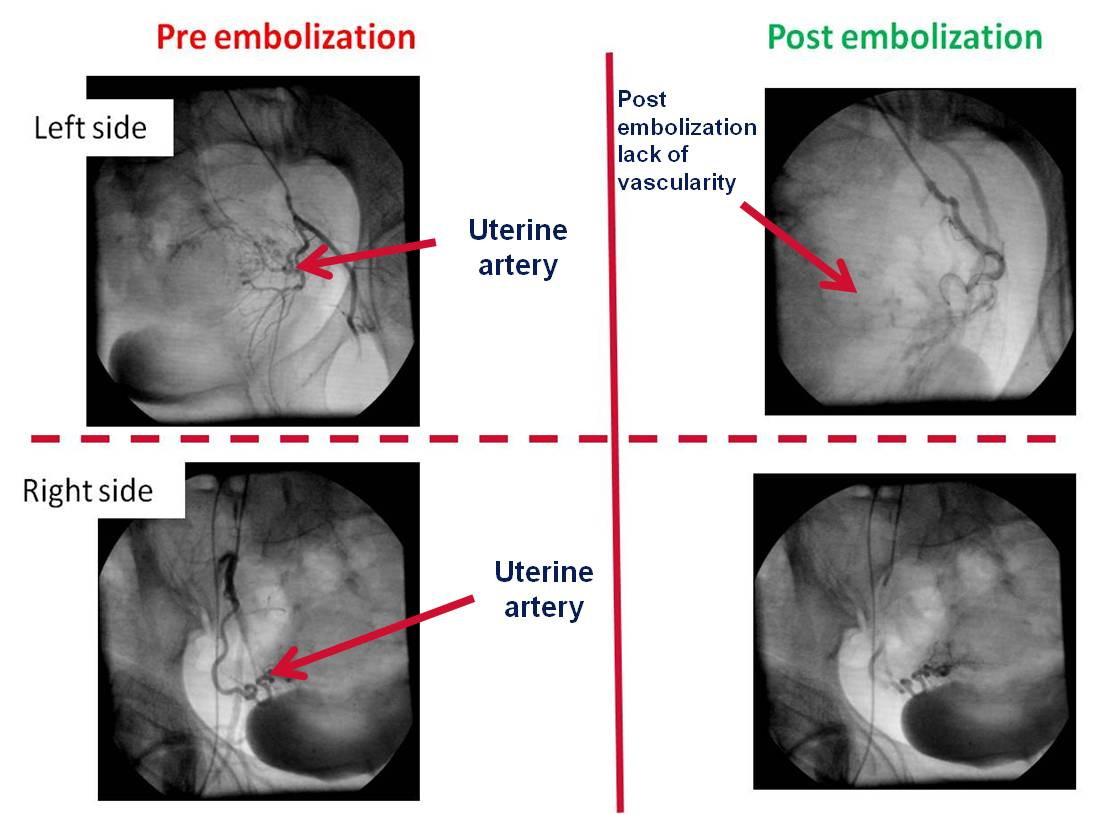 Pre embolization
Post embolization
Left side
Post
embolization
lack of
vascularity
Uterine
artery
Right side
Uterine
artery